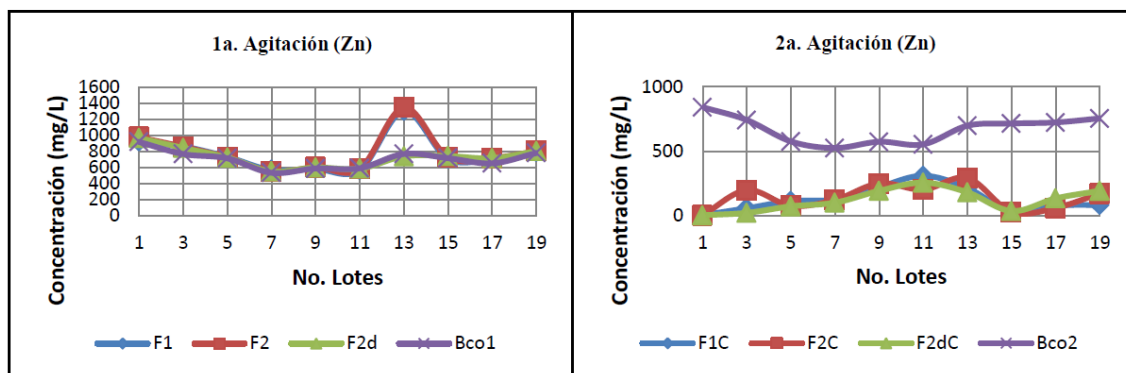 1a. Agitación (Zn)
Concentración (mg/L)
1600
1400
1200
1000
800
600
400
200
0
1 3 5 7 9 11 13 15 17 19
No. Lotes
F1 F2 F2d Bco1
2a. Agitación (Zn)
Concentración (mg/L)
1000
500
0
1 3 5 7 9 11 13 15 17 19
No. Lotes
F1C F2C F2dC Bco2